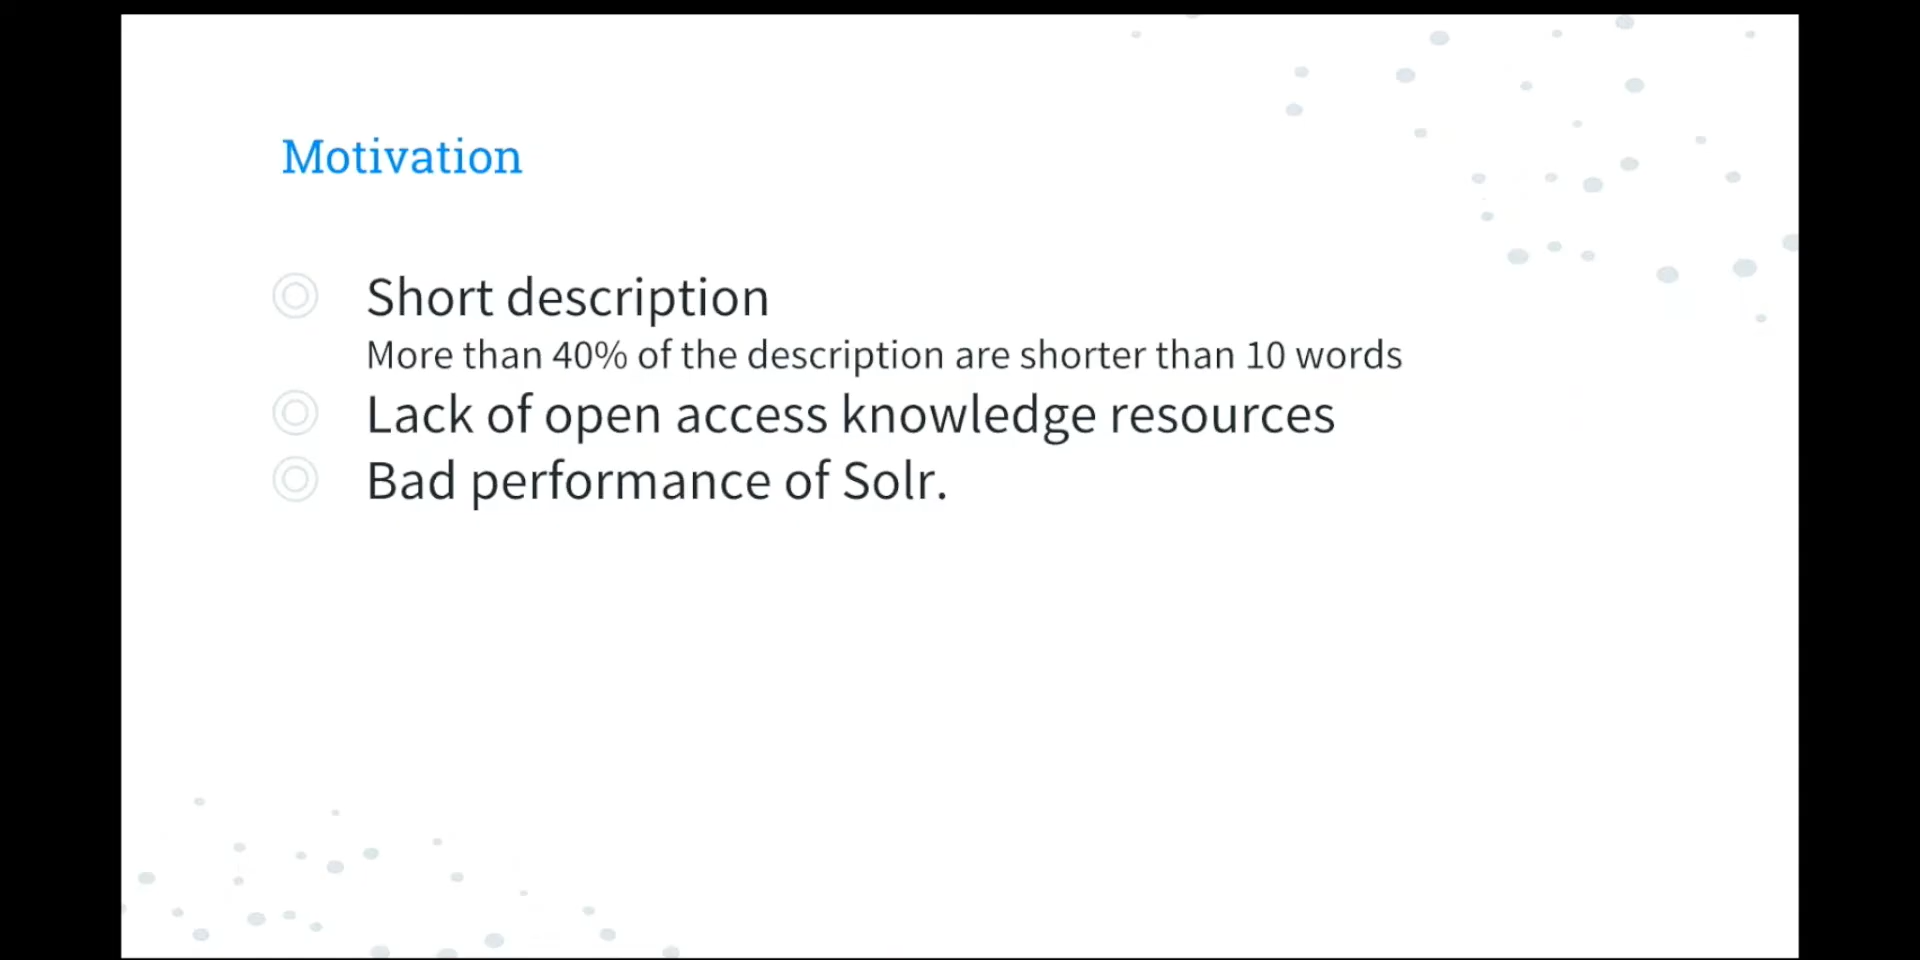 Motivation
Short description
More than 40% of the description are shorter than 10 words
Lack of open access knowledge resources
Bad performance of Solr.